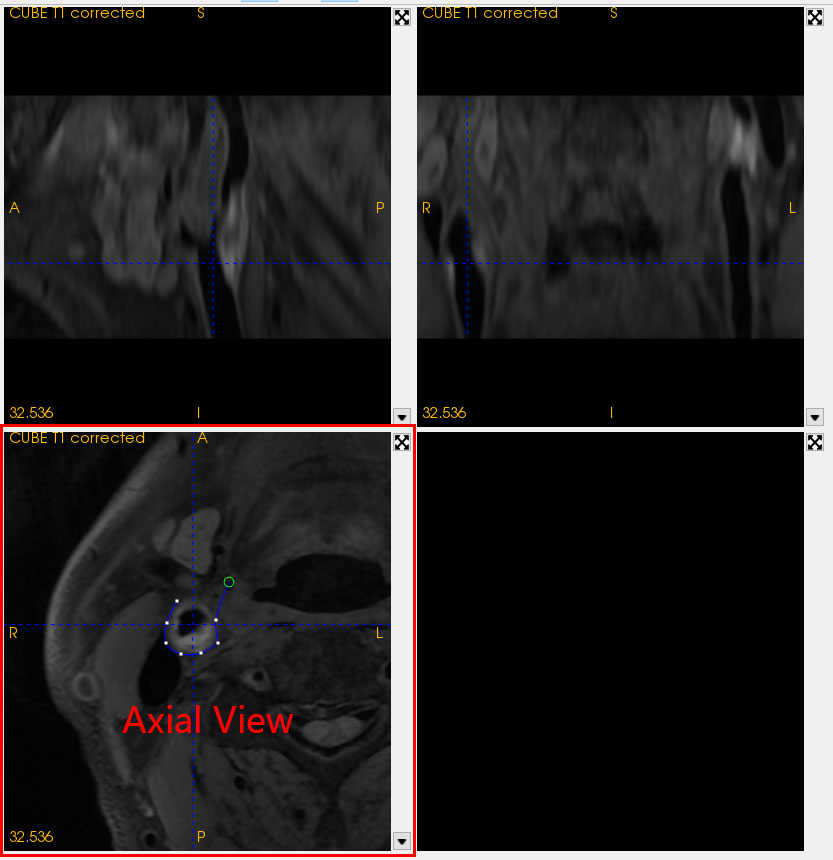 CUBE T1 corrected
S
A
P
32.536
I
CUBE T1 corrected
S
R
L
32.536
I
CUBE T1 corrected
A
R
L
Axial View
32.536
P